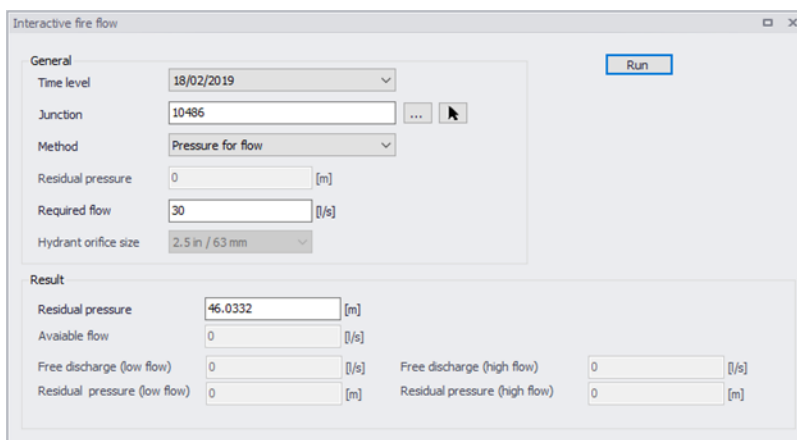 Interactive fire flow
General
Run
Time level 18/02/2019
Junction 10486 ...
Method Pressure for flow
Residual pressure 0 [m]
Required flow 30 [l/s]
Hydrant orifice size 2.5 in / 63 mm
Result
Residual pressure 46.0332 [m]
Avaiable flow 0 [l/s]
Free discharge (low flow) 0 [l/s] Free discharge (high flow) 0 [l/s]
Residual pressure (low flow) 0 [m] Residual pressure (high flow) 0 [m]